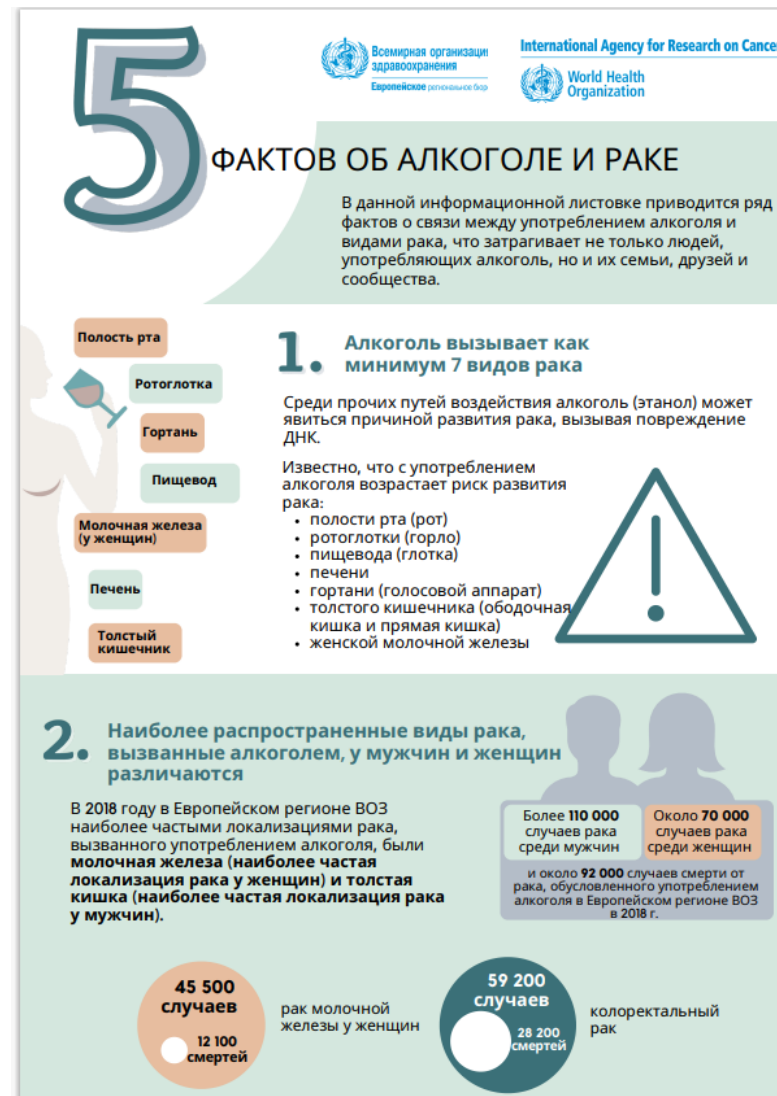 5
Всемирная организация
здравоохранения
Европейское региональное бюро
International Agency for Research on Cancer
World Health
Organization
ФАКТОВ ОБ АЛКОГОЛЕ И РАКЕ
В данной информационной листовке приводится ряд
фактов о связи между употреблением алкоголя и
видами рака, что затрагивает не только людей,
употребляющих алкоголь, но и их семьи, друзей и
сообщества.
Полость рта
Ротоглотка
Гортань
Пищевод
Молочная железа
(у женщин)
Печень
Толстый
кишечник
1.
Алкоголь вызывает как
минимум 7 видов рака
Среди прочих путей воздействия алкоголь (этанол) может
явиться причиной развития рака, вызывая повреждение
ДНК.
Известно, что с употреблением
алкоголя возрастает риск развития
рака:
• полости рта (рот)
• ротоглотки (горло)
• пищевода (глотка)
• печени
• гортани (голосовой аппарат)
• толстого кишечника (ободочная
кишка и прямая кишка)
• женской молочной железы
2.
Наиболее распространенные виды рака,
вызванные алкоголем, у мужчин и женщин
различаются
В 2018 году в Европейском регионе ВОЗ
наиболее частыми локализациями рака,
вызванного употреблением алкоголя, были
молочная железа (наиболее частая
локализация рака у женщин) и толстая
кишка (наиболее частая локализация рака
у мужчин).
Более 110 000
случаев рака
среди мужчин
Около 70 000
случаев рака
среди женщин
и около 92 000 случаев смерти от
рака, обусловленного употреблением
алкоголя в Европейском регионе ВОЗ
в 2018 г.
45 500
случаев
12 100
смертей
рак молочной
железы у женщин
59 200
случаев
28 200
смертей
колоректальный
рак